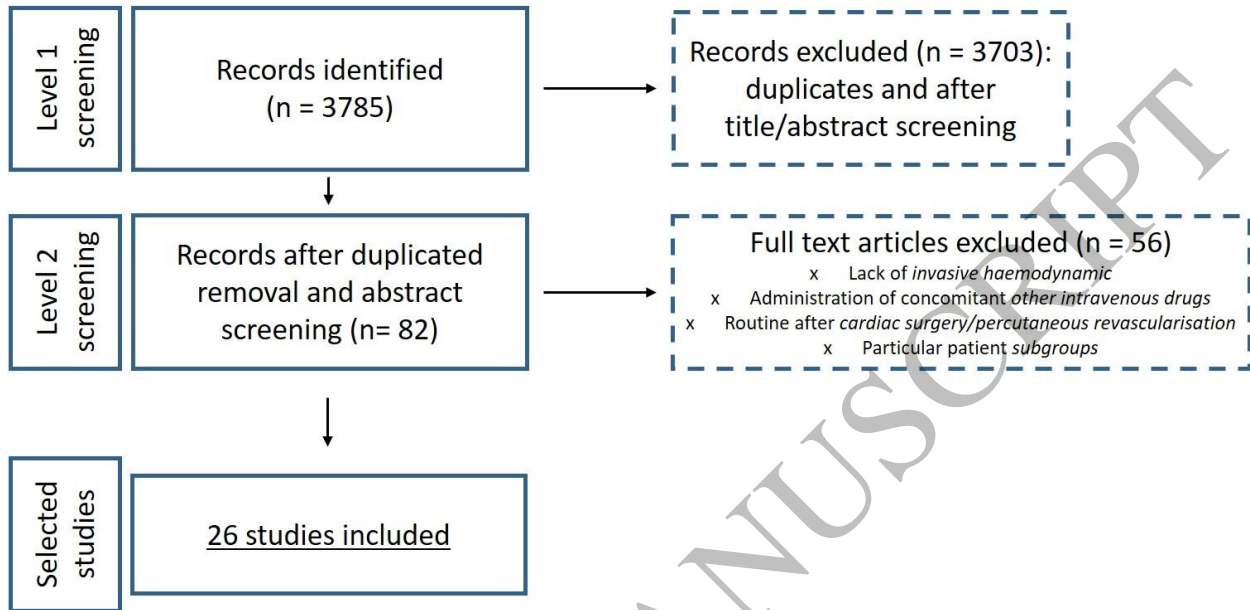 Level 1
screening
Records identified
(n = 3785)
Records excluded (n = 3703):
duplicates and after
title/abstract screening
Level 2
screening
Records after duplicated
removal and abstract
screening (n= 82)
Full text articles excluded (n = 56)
x Lack of invasive haemodynamic
x Administration of concomitant other intravenous drugs
x Routine after cardiac surgery/percutaneous revascularisation
x Particular patient subgroups
Selected
studies
26 studies included
ANUSCRIPT